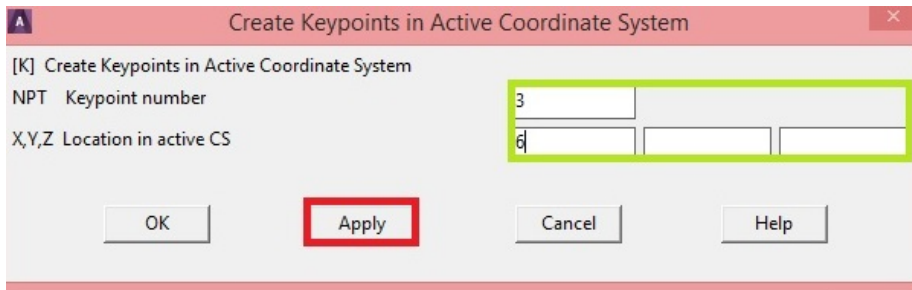 A Create Keypoints in Active Coordinate System
[K] Create Keypoints in Active Coordinate System
NPT Keypoint number 3
X,Y,Z Location in active CS 6
OK Apply Cancel Help